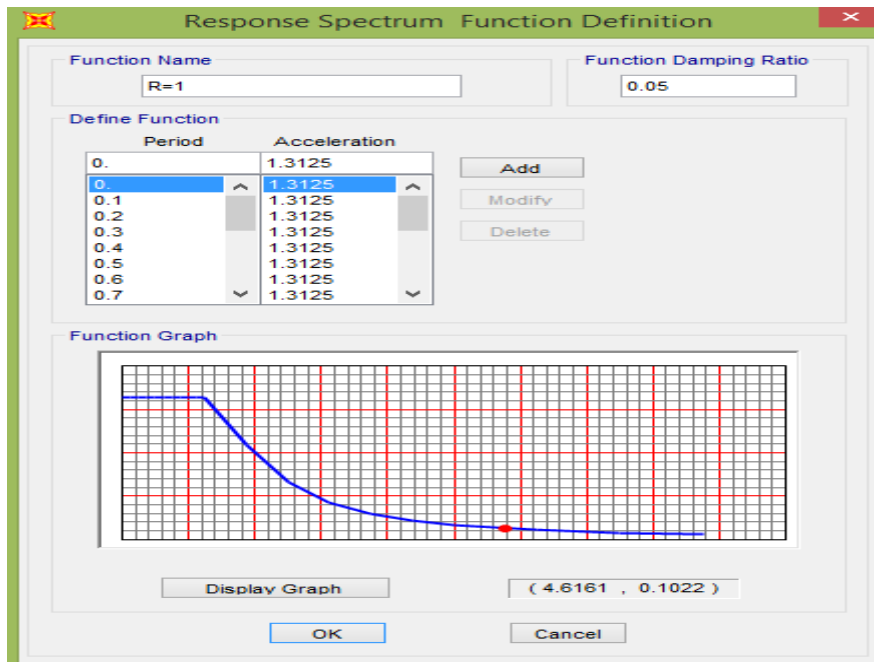 Response Spectrum Function Definition
Function Name
Function Damping Ratio
R=1
0.05
Define Function
Period Acceleration
0. 1.3125
Add
0. 1.3125
0.1 1.3125
Modify
0.2 1.3125
0.3 1.3125
Delete
0.4 1.3125
0.5 1.3125
0.6 1.3125
0.7 1.3125
Function Graph
Display Graph
( 4.6161 , 0.1022 )
OK
Cancel